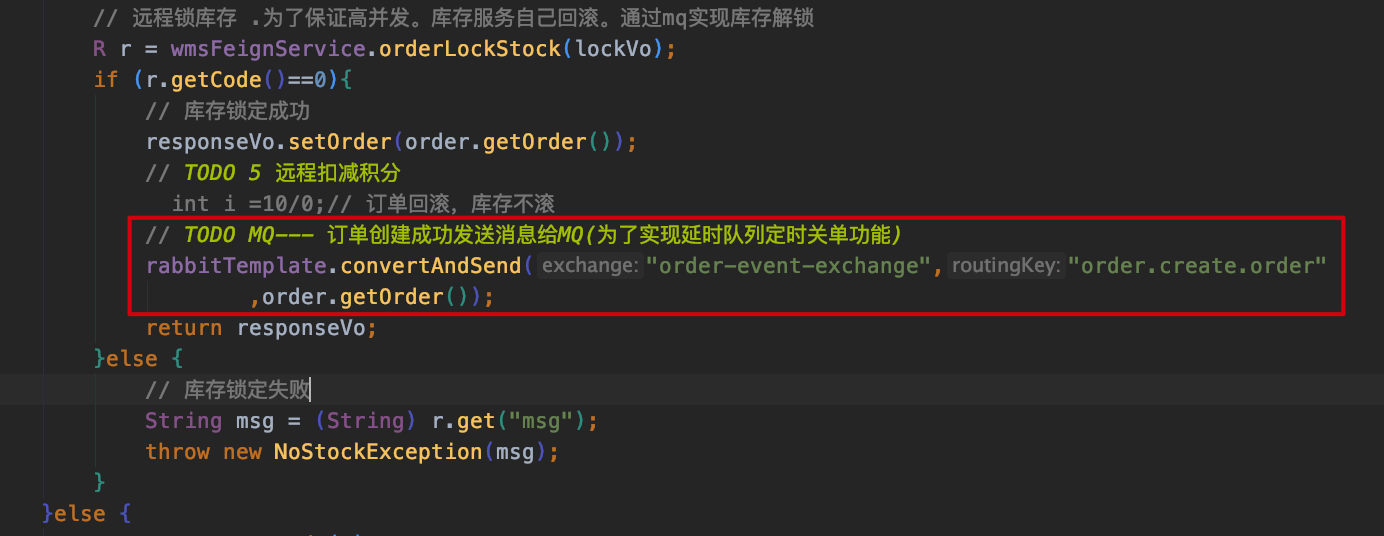 // 远程锁库存 .为了保证高并发。库存服务自己回滚。通过mq实现库存解锁
R r = wmsFeignService.orderLockStock(lockVo);
if (r.getCode()==0){
// 库存锁定成功
responseVo.setOrder(order.getOrder());
// TODO 5 远程扣减积分
int i =10/0;// 订单回滚，库存不滚
// TODO MQ--- 订单创建成功发送消息给MQ(为了实现延时队列定时关单功能)
rabbitTemplate.convertAndSend( exchange: "order-event-exchange", routingKey: "order.create.order"
,order.getOrder());
return responseVo;
}else {
// 库存锁定失败
String msg = (String) r.get("msg");
throw new NoStockException(msg);
}
}else {